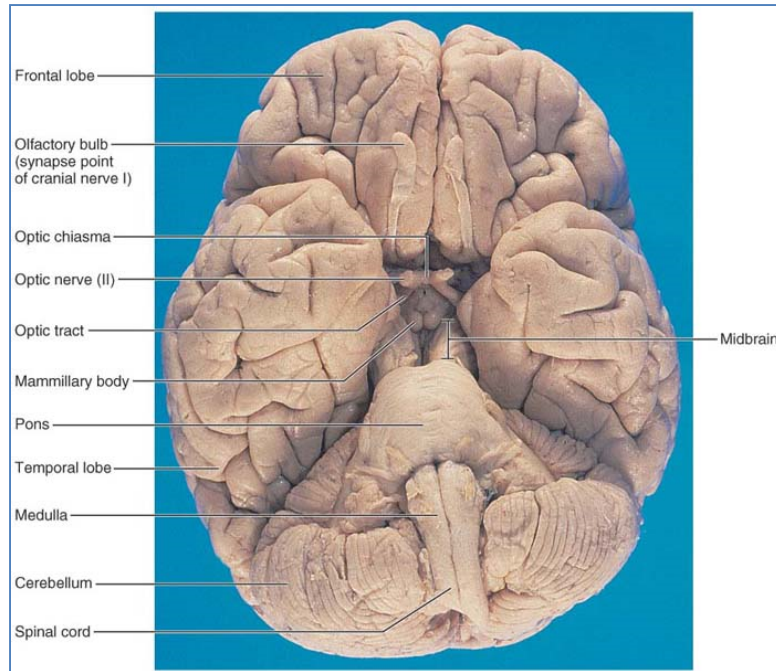 Frontal lobe
Olfactory bulb
(synapse point
of cranial nerve I)
Optic chiasma
Optic nerve (II)
Optic tract
Midbrain
Mammillary body
Pons
Temporal lobe
Medulla
Cerebellum
Spinal cord